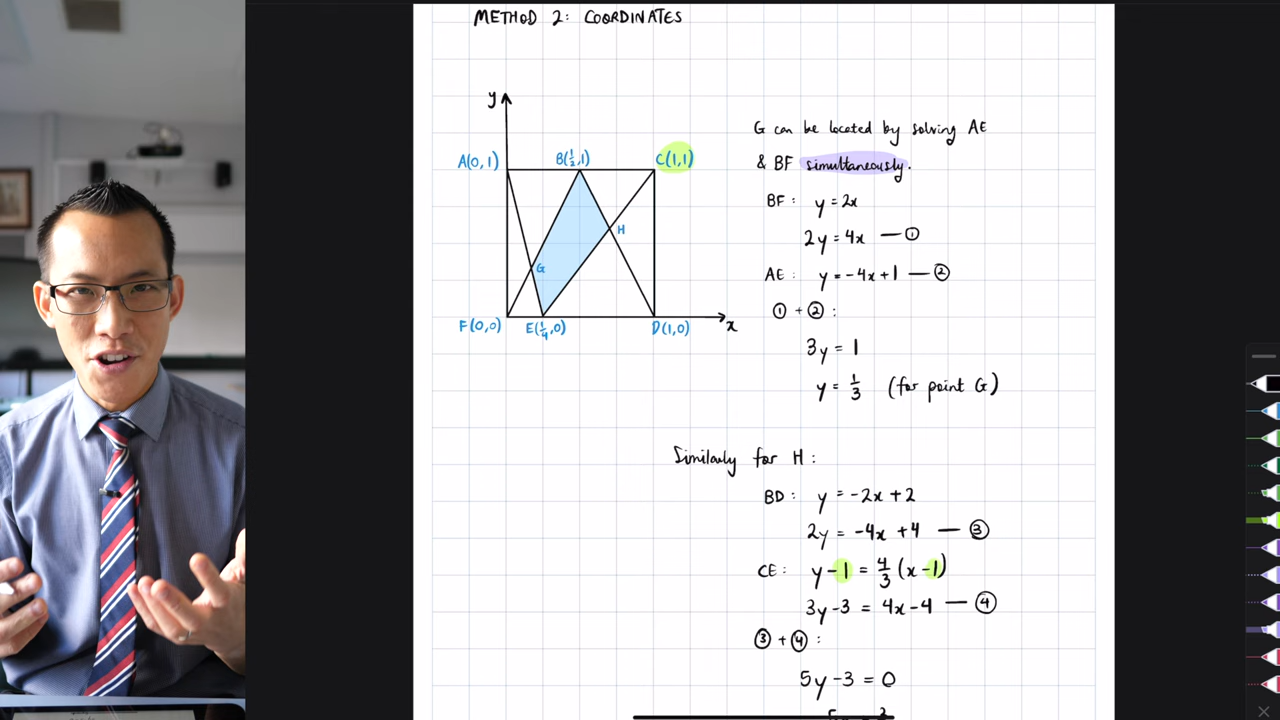 METHOD 2: COORDINATES
y
A(0,1)
B(½,1)
C(1,1)
H
G
F(0,0)
E(¼,0)
D(1,0)
x
G can be located by solving AE
& BF simultaneously.
BF: y = 2x
2y = 4x — ①
AE: y = -4x + 1 — ②
① + ②:
3y = 1
y = 1/3 (for point G)
Similarly for H:
BD: y = -2x + 2
2y = -4x + 4 — ③
CE: y - 1 = 4/3 (x - 1)
3y - 3 = 4x - 4 — ④
③ + ④:
5y - 3 = 0